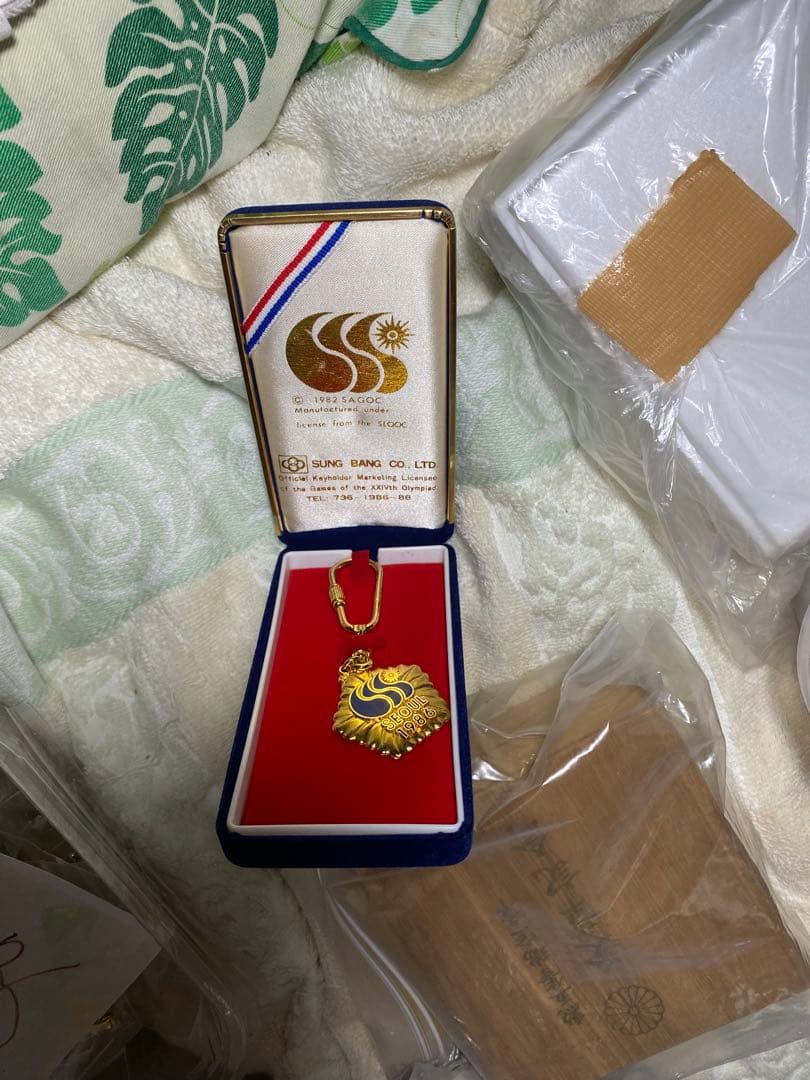 © 1982 SAGOC
Manufactured under
license from the SLOOC
SUNG BANG CO., LTD.
Official Keyholder Marketing Licensee
of the Games of the XXIVth Olympiad.
TEL: 736-1986-88
SEOUL
1986